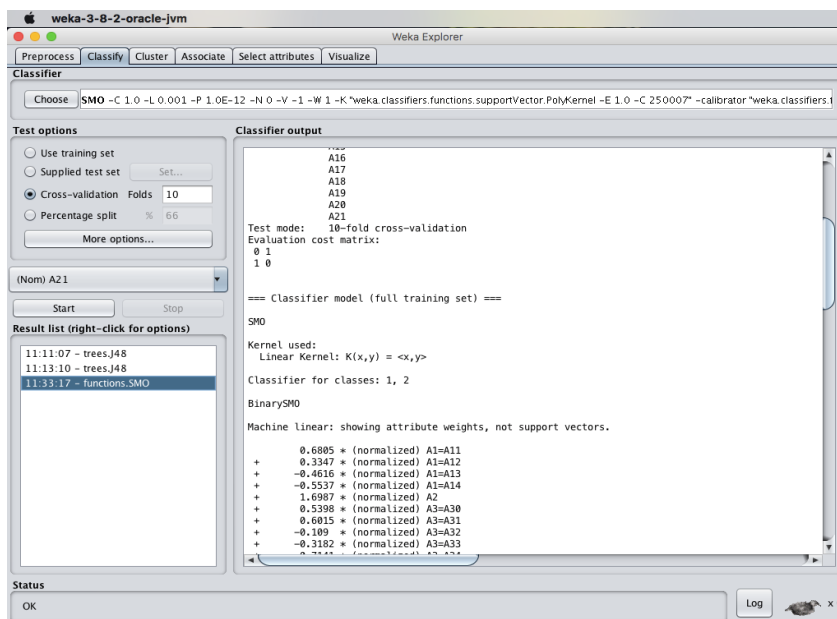 weka-3-8-2-oracle-jvm
Weka Explorer
Preprocess Classify Cluster Associate Select attributes Visualize
Classifier
Choose SMO -C 1.0 -L 0.001 -P 1.0E-12 -N 0 -V -1 -W 1 -K "weka.classifiers.functions.supportVector.PolyKernel -E 1.0 -C 250007" -calibrator "weka.classifiers.
Test options
Use training set
Supplied test set Set...
Cross-validation Folds 10
Percentage split % 66
More options...
(Nom) A21
Start Stop
Result list (right-click for options)
11:11:07 - trees.J48
11:13:10 - trees.J48
11:33:17 - functions.SMO
Classifier output
A16
A17
A18
A19
A20
A21
Test mode: 10-fold cross-validation
Evaluation cost matrix:
0 1
1 0
=== Classifier model (full training set) ===
SMO
Kernel used:
Linear Kernel: K(x,y) = <x,y>
Classifier for classes: 1, 2
BinarySMO
Machine linear: showing attribute weights, not support vectors.
0.6805 * (normalized) A1=A11
+ 0.3347 * (normalized) A1=A12
+ -0.4616 * (normalized) A1=A13
+ -0.5537 * (normalized) A1=A14
+ 1.6987 * (normalized) A2
+ 0.5398 * (normalized) A3=A30
+ 0.6015 * (normalized) A3=A31
+ -0.109 * (normalized) A3=A32
+ -0.3182 * (normalized) A3=A33
Status
OK
Log
x